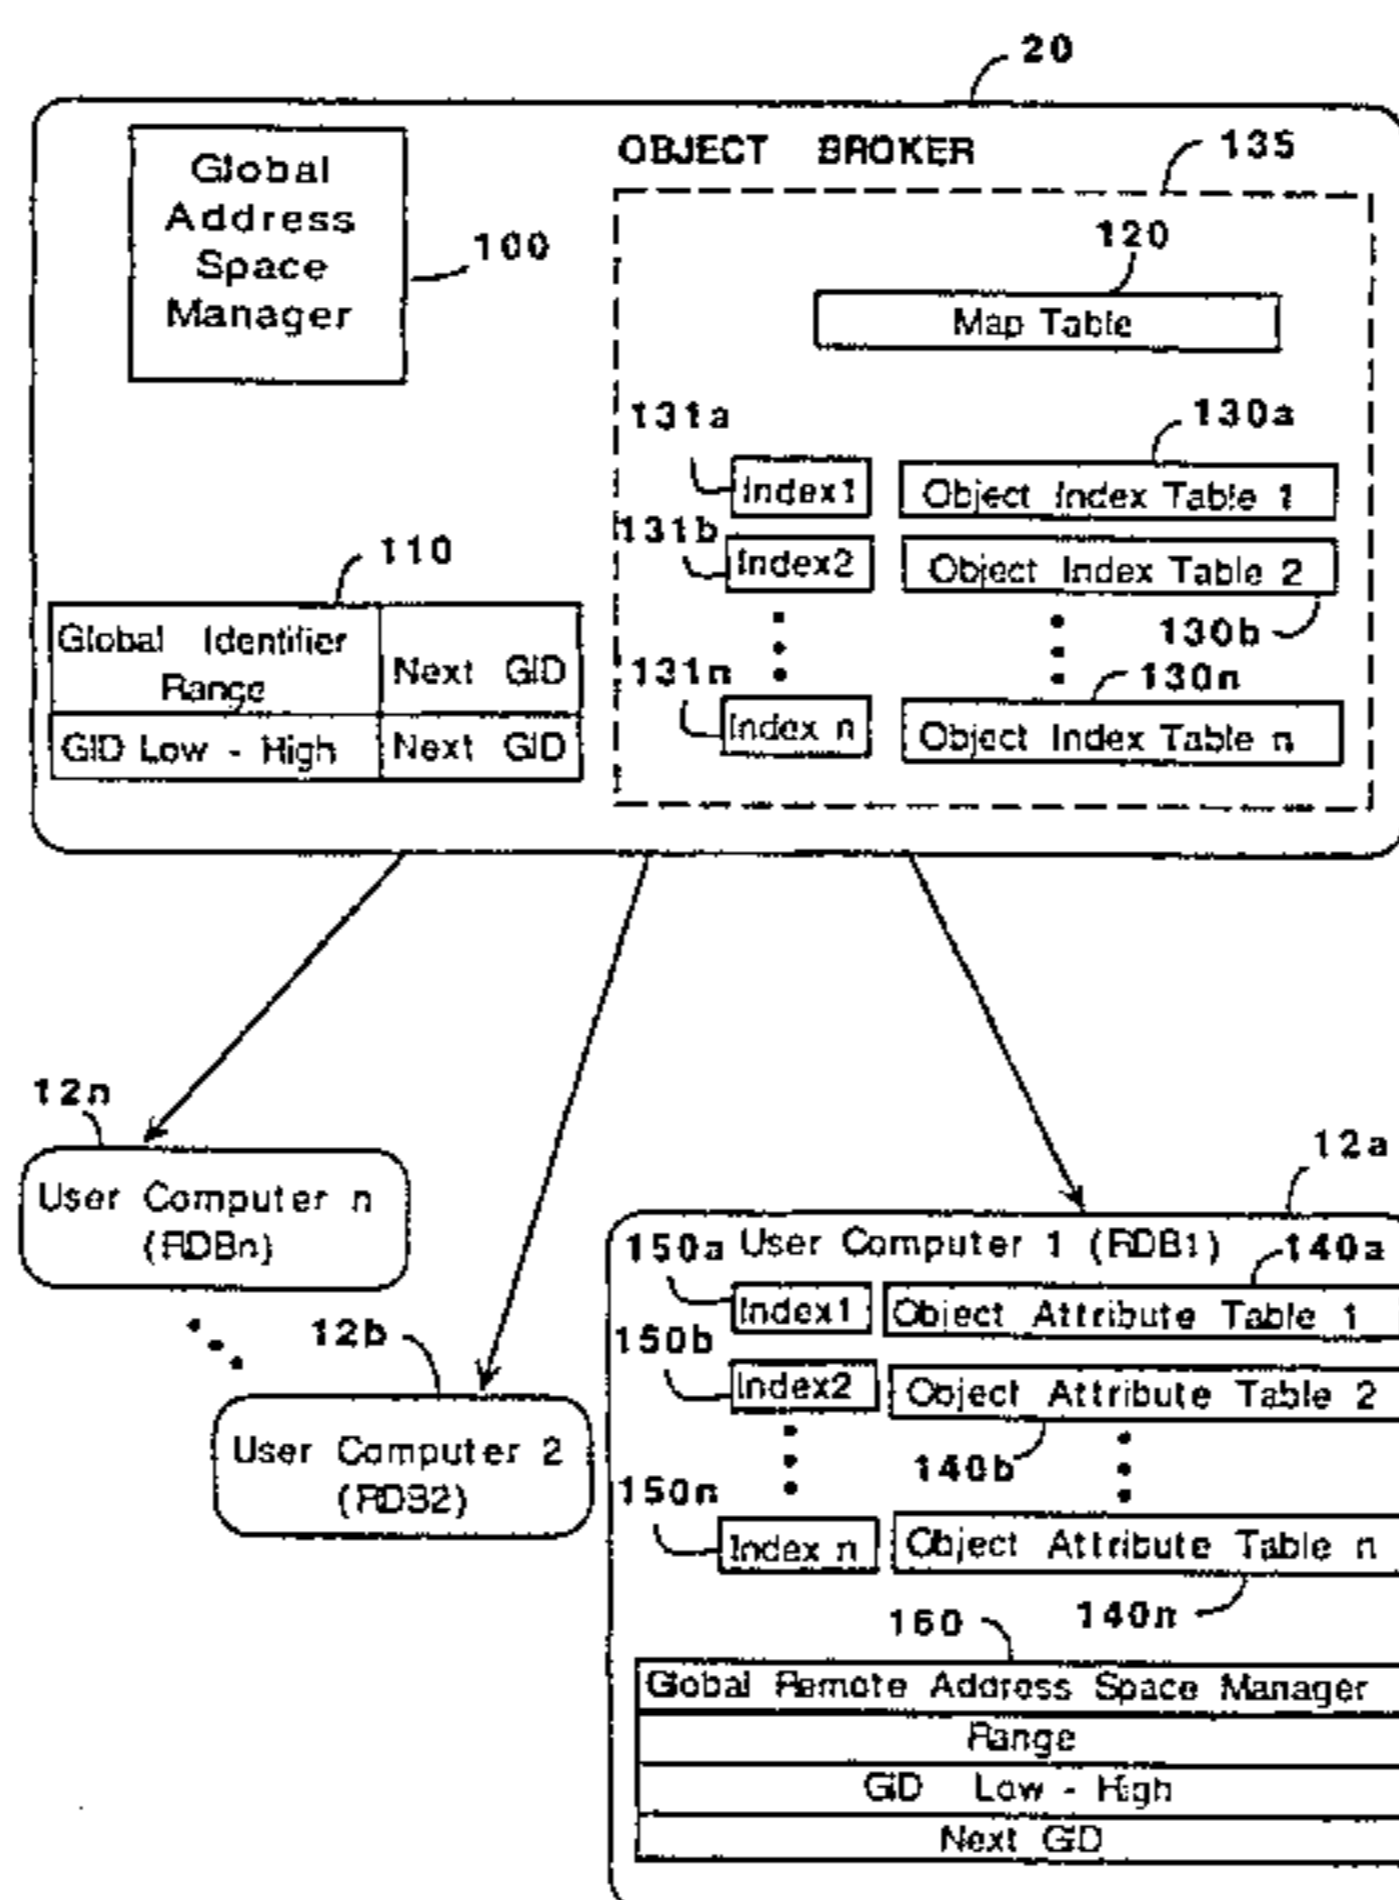 20
OBJECT BROKER
Global
Address
Space
Manager
100
135
120
Map Table
131a
130a
Index1
Object Index Table 1
131b
Index2
Object Index Table 2
130b
131n
130n
Index n
Object Index Table n
110
Global Identifier
Range
Next GID
GID Low - High
Next GID
12n
User Computer n
(RDBn)
12b
User Computer 2
(RDB2)
12a
User Computer 1 (RDB1)
150a
140a
Index1
Object Attribute Table 1
150b
Index2
Object Attribute Table 2
140b
150n
Index n
Object Attribute Table n
140n
160
Global Remote Address Space Manager
Range
GID Low - High
Next GID